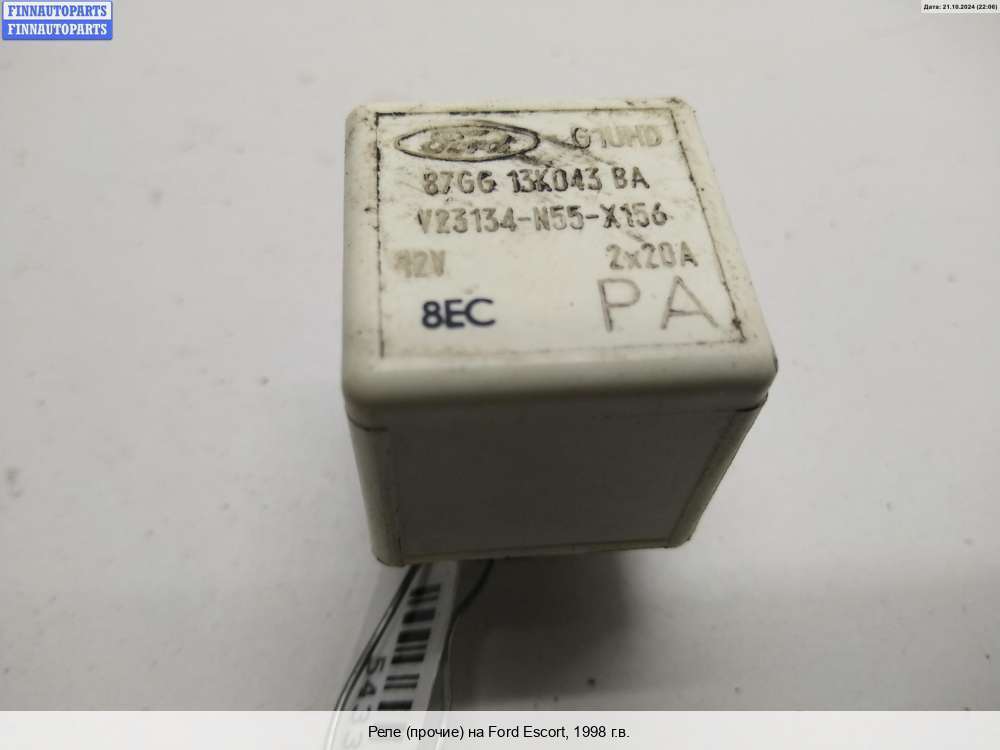 FINNAUTOPARTS
FINNAUTOPARTS
Дата: 21.10.2024 (22:06)
Ford
87GG 13K043 BA
V23134-N55-X156
12V 2x20A
8EC PA
5433
Реле (прочие) на Ford Escort, 1998 г.в.